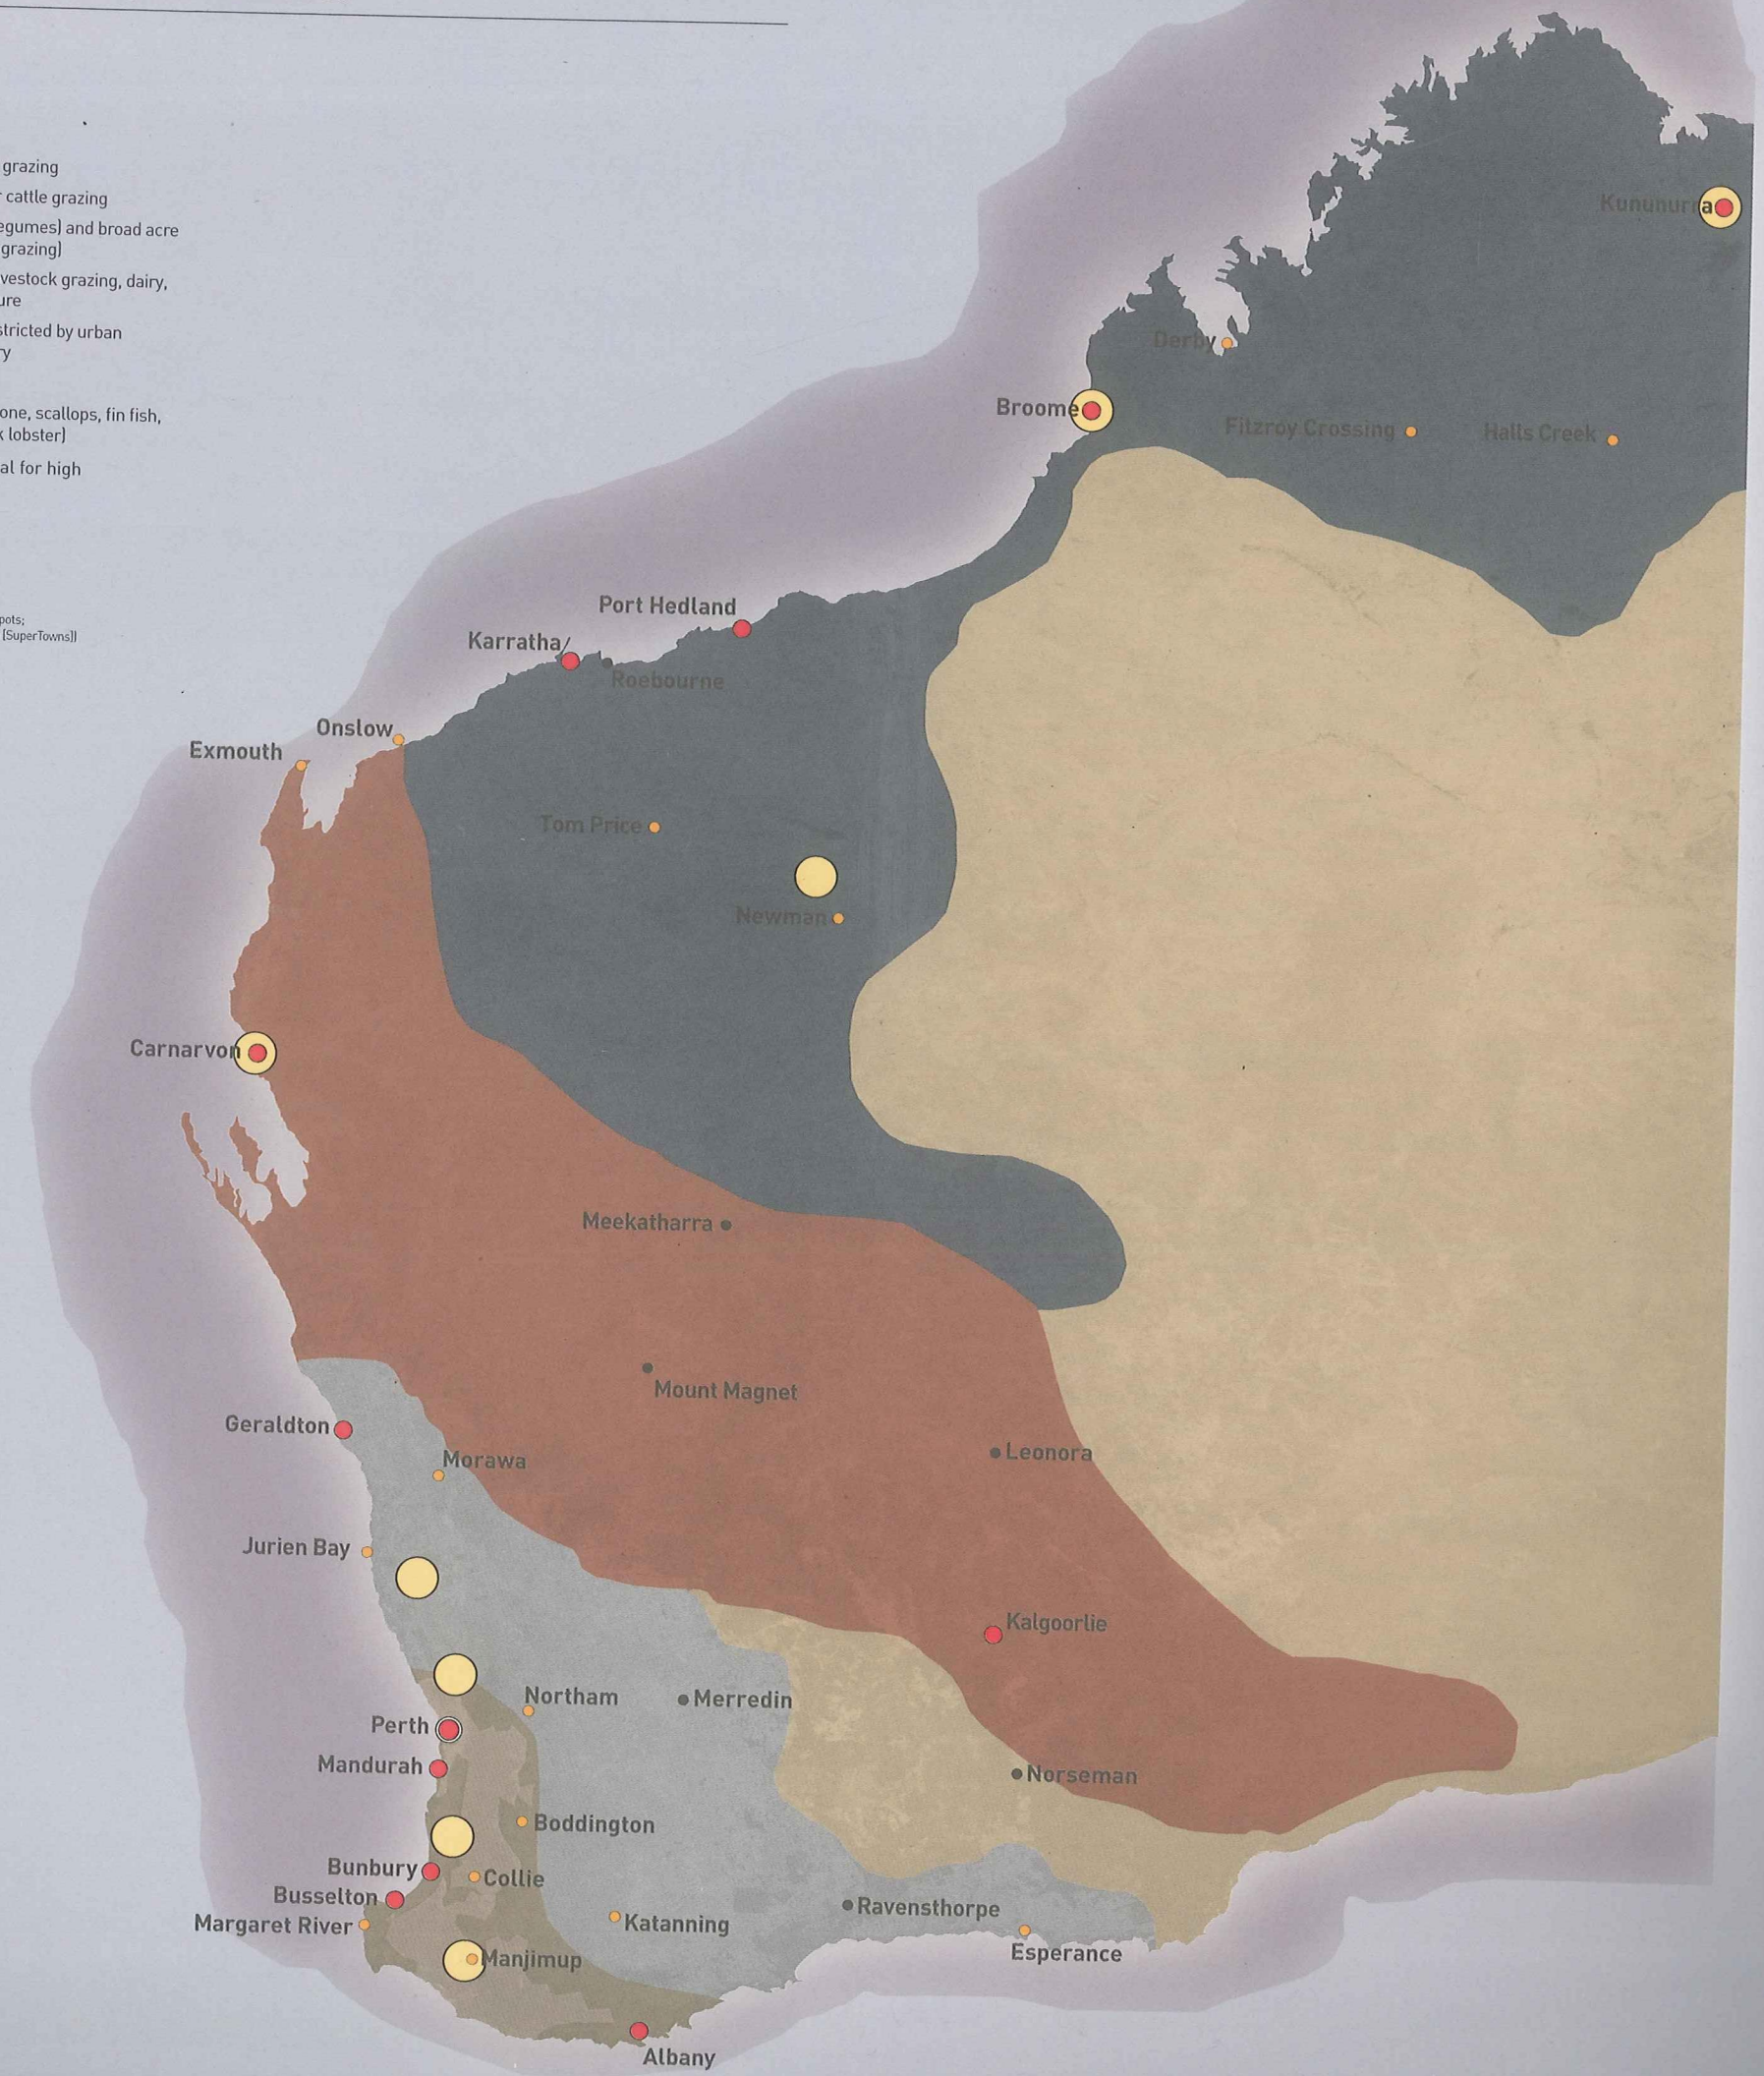 grazing
cattle grazing
egumes) and broad acre
grazing)
vestock grazing, dairy,
ure
stricted by urban
ry
one, scallops, fin fish,
k lobster)
al for high
pots;
(SuperTowns))
Kununurra
Derby
Broome
Fitzroy Crossing
Halls Creek
Port Hedland
Karratha/
Roebourne
Onslow
Exmouth
Tom Price
Newman
Carnarvon
Meekatharra
Mount Magnet
Geraldton
Leonora
Morawa
Jurien Bay
Kalgoorlie
Northam
Merredin
Perth
Mandurah
Norseman
Boddington
Bunbury
Collie
Busselton
Ravensthorpe
Margaret River
Katanning
Esperance
Manjimup
Albany